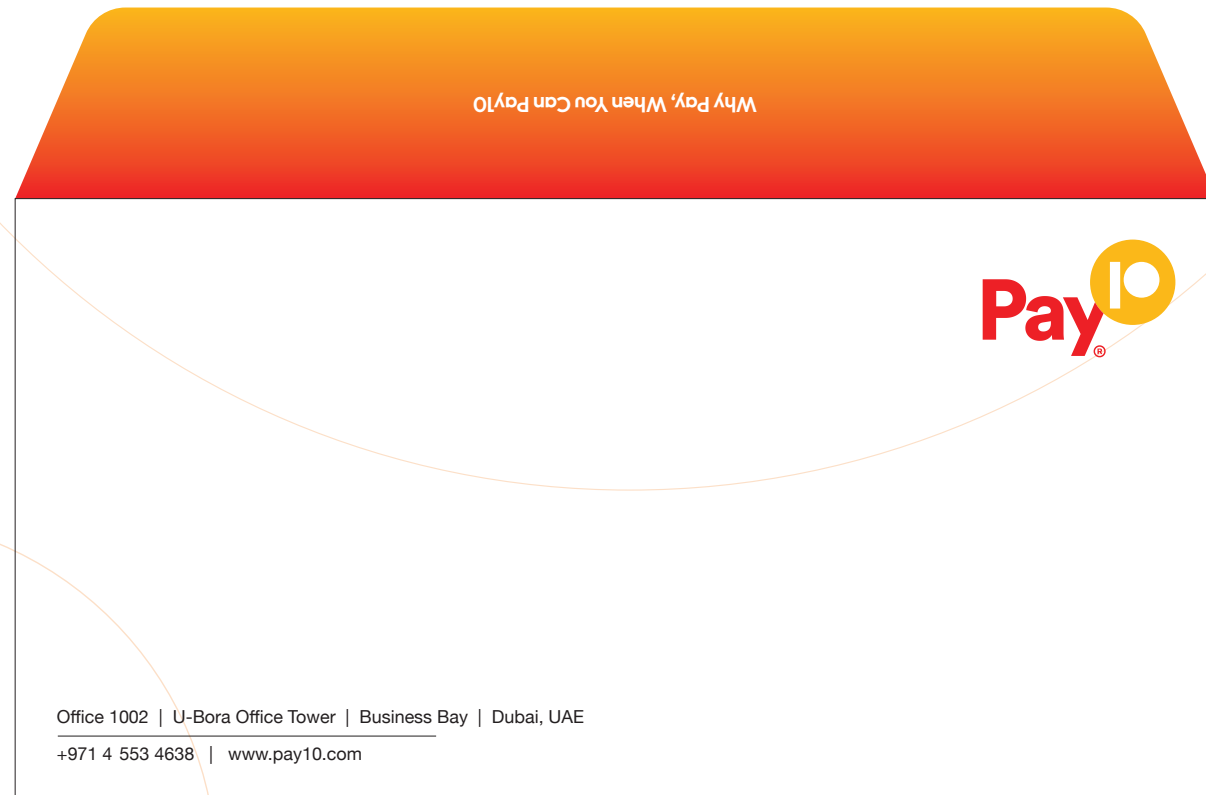 Why Pay, When You Can Pay10
Pay10®
Office 1002 | U-Bora Office Tower | Business Bay | Dubai, UAE
+971 4 553 4638 | www.pay10.com